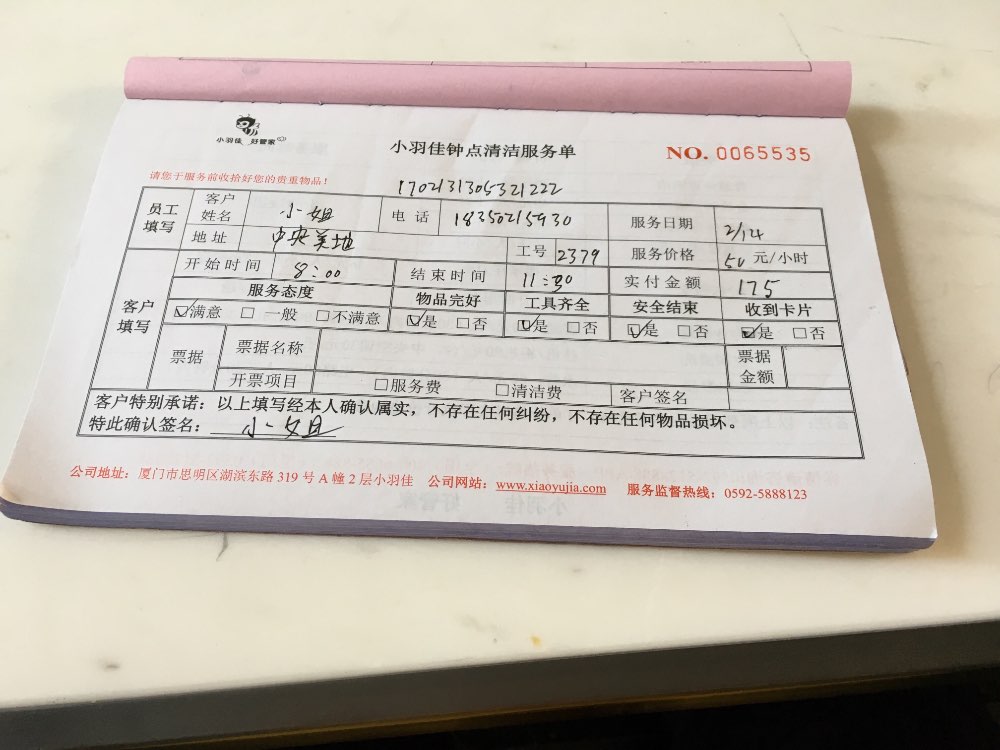 小羽佳 好管家
小羽佳钟点清洁服务单
NO. 0065535
请您于服务前收拾好您的贵重物品！
1702131305321222
员工填写 客户姓名 小姐 电话 18350215930 服务日期 2/14
地址 中央美地 工号 2379 服务价格 50 元/小时
客户填写 开始时间 8:00 结束时间 11:30 实付金额 175
服务态度 物品完好 工具齐全 安全结束 收到卡片
☑满意 □一般 □不满意 ☑是 □否 ☑是 □否 ☑是 □否 ☑是 □否
票据 票据名称 票据金额
开票项目 □服务费 □清洁费 客户签名
客户特别承诺：以上填写经本人确认属实，不存在任何纠纷，不存在任何物品损坏。
特此确认签名： 小姐
公司地址：厦门市思明区湖滨东路 319 号 A 幢 2 层小羽佳 公司网站：www.xiaoyujia.com 服务监督热线：0592-5888123